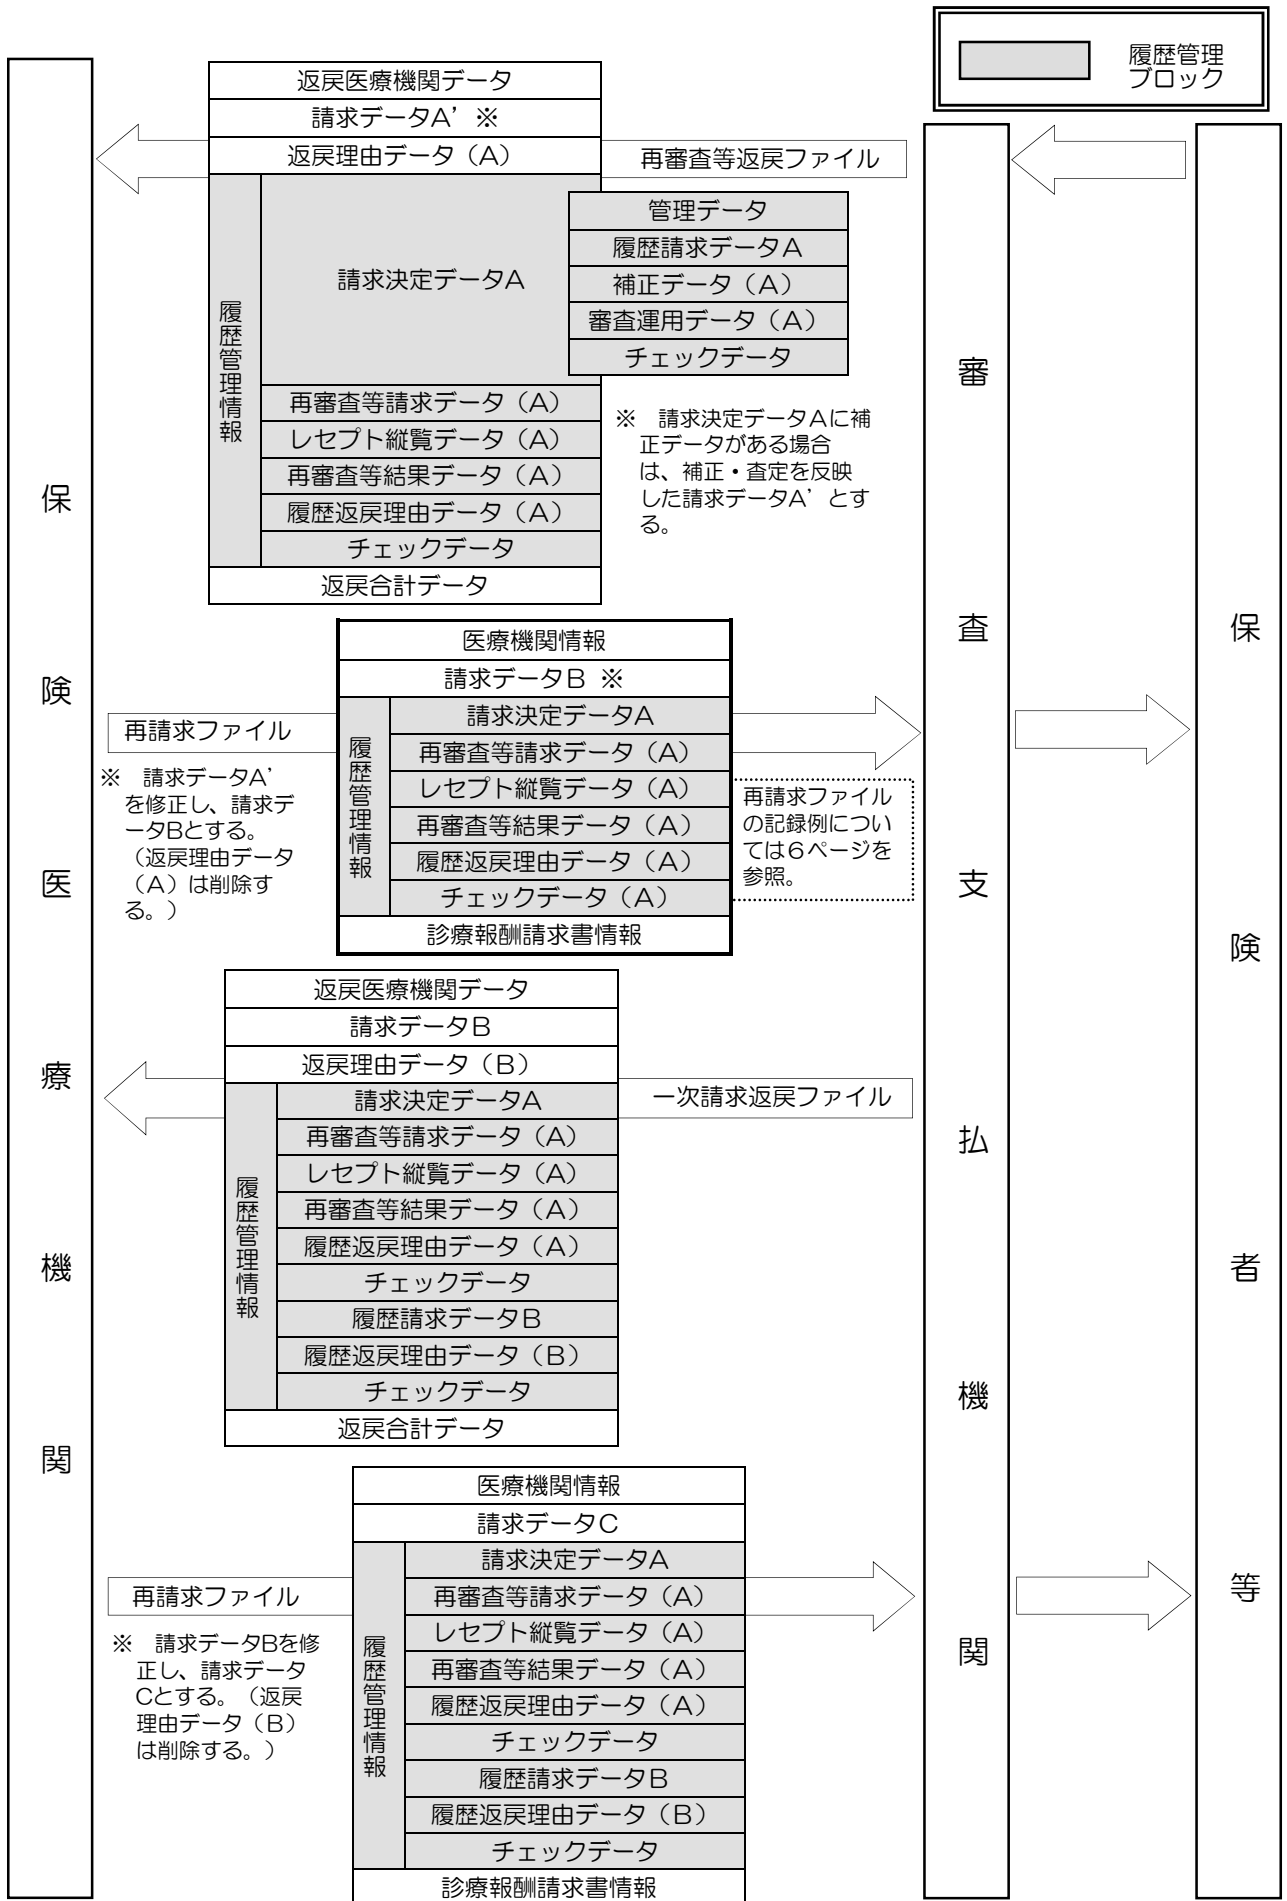 履歴管理
ブロック
保険医療機関
審査支払機関
保険者等
返戻医療機関データ
請求データA’ ※
返戻理由データ(A)
再審査等返戻ファイル
履歴管理情報
請求決定データA
管理データ
履歴請求データA
補正データ(A)
審査運用データ(A)
チェックデータ
再審査等請求データ(A)
レセプト縦覧データ(A)
再審査等結果データ(A)
履歴返戻理由データ(A)
チェックデータ
返戻合計データ
※ 請求決定データAに補
正データがある場合
は、補正・査定を反映
した請求データA’とす
る。
医療機関情報
請求データB ※
再請求ファイル
履歴管理情報
請求決定データA
再審査等請求データ(A)
レセプト縦覧データ(A)
再審査等結果データ(A)
履歴返戻理由データ(A)
チェックデータ(A)
診療報酬請求書情報
※ 請求データA’
を修正し、請求デ
ータBとする。
(返戻理由データ
(A)は削除す
る。)
再請求ファイル
の記録例につい
ては6ページを
参照。
返戻医療機関データ
請求データB
返戻理由データ(B)
一次請求返戻ファイル
履歴管理情報
請求決定データA
再審査等請求データ(A)
レセプト縦覧データ(A)
再審査等結果データ(A)
履歴返戻理由データ(A)
チェックデータ
履歴請求データB
履歴返戻理由データ(B)
チェックデータ
返戻合計データ
医療機関情報
請求データC
再請求ファイル
履歴管理情報
請求決定データA
再審査等請求データ(A)
レセプト縦覧データ(A)
再審査等結果データ(A)
履歴返戻理由データ(A)
チェックデータ
履歴請求データB
履歴返戻理由データ(B)
チェックデータ
診療報酬請求書情報
※ 請求データBを修
正し、請求データ
Cとする。(返戻
理由データ(B)
は削除する。)